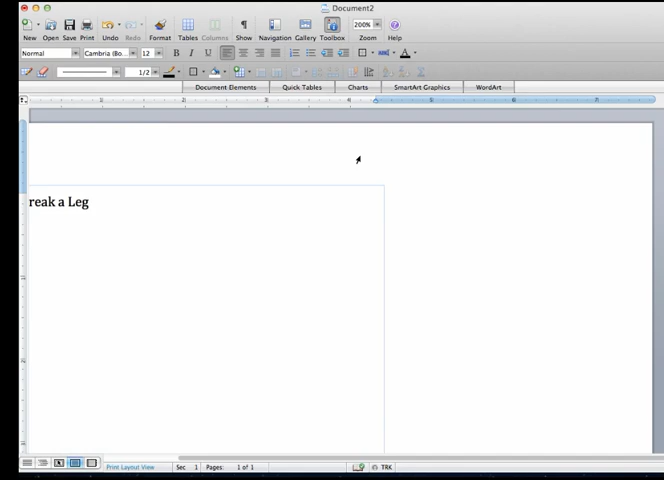 Document2
200%
New Open Save Print Undo Redo Format Tables Columns Show Navigation Gallery Toolbox Zoom Help
Normal Cambria (Bo... 12 B I U
1/2
Document Elements Quick Tables Charts SmartArt Graphics WordArt
reak a Leg
Print Layout View Sec 1 Pages: 1 of 1 TRK